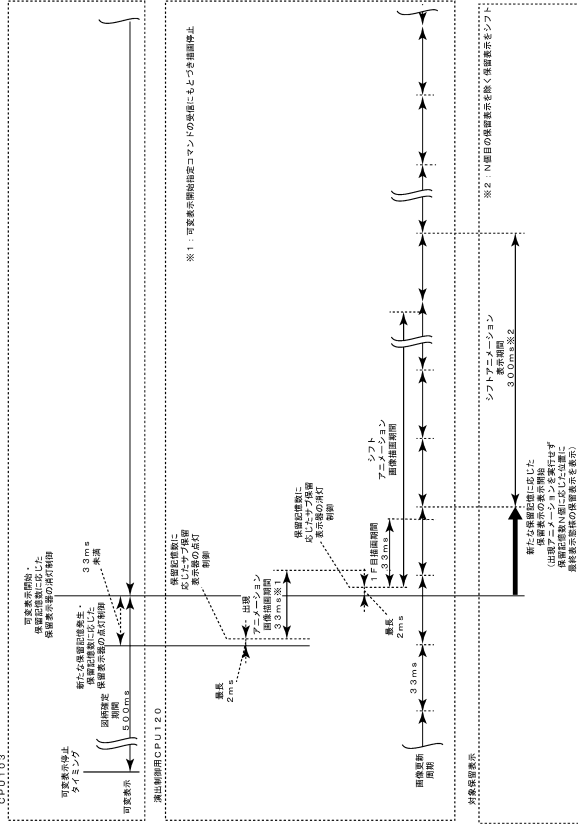 CPU103
可変表示開始・
保留記憶数に応じた
保留表示器の消灯制御
33ms
未満
新たな保留記憶発生・
保留記憶数に応じた
保留表示器の点灯制御
図柄確定
期間
500ms
可変表示停止
タイミング
可変表示
演出制御用CPU120
※1:可変表示開始指定コマンドの受信にもとづき描画停止
保留記憶数に
応じたサブ保留
表示器の点灯
制御
最長
2ms
出現
アニメーション
画像描画期間
33ms※1
保留記憶数に
応じたサブ保留
表示器の消灯
制御
最長
2ms
1F目描画期間
33ms
シフト
アニメーション
画像描画期間
画像更新
周期
33ms
対象保留表示
※2:N個目の保留表示を除く保留表示をシフト
シフトアニメーション
表示期間
300ms※2
新たな保留記憶に応じた
保留表示の表示開始
(出現アニメーションを実行せず
保留記憶数N個に応じた位置に
最終表示態様の保留表示を表示)